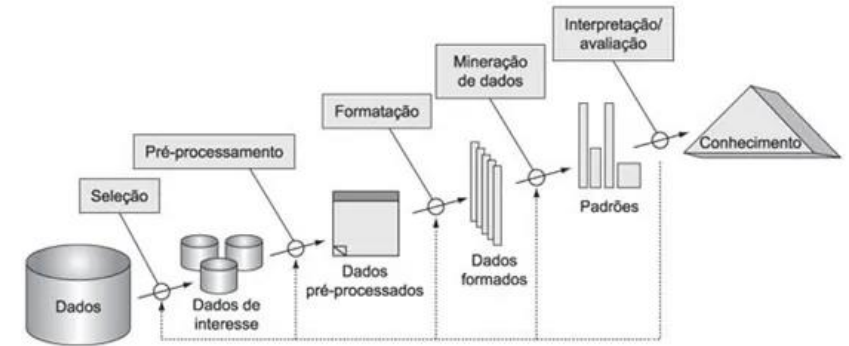 Interpretação/
avaliação
Mineração
de dados
Formatação
Pré-processamento
Seleção
Conhecimento
Padrões
Dados
formados
Dados
pré-processados
Dados de
interesse
Dados